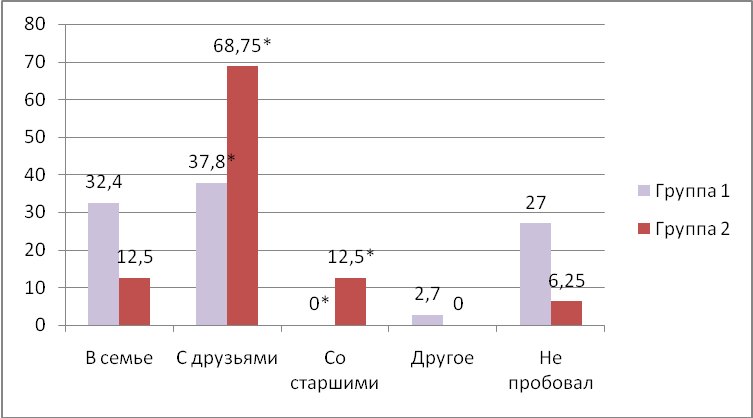 80
70
60
50
40
30
20
10
0
32,4
12,5
37,8*
68,75*
0*
12,5*
2,7
0
27
6,25
В семье
С друзьями
Со
старшими
Другое
Не
пробовал
Группа 1
Группа 2